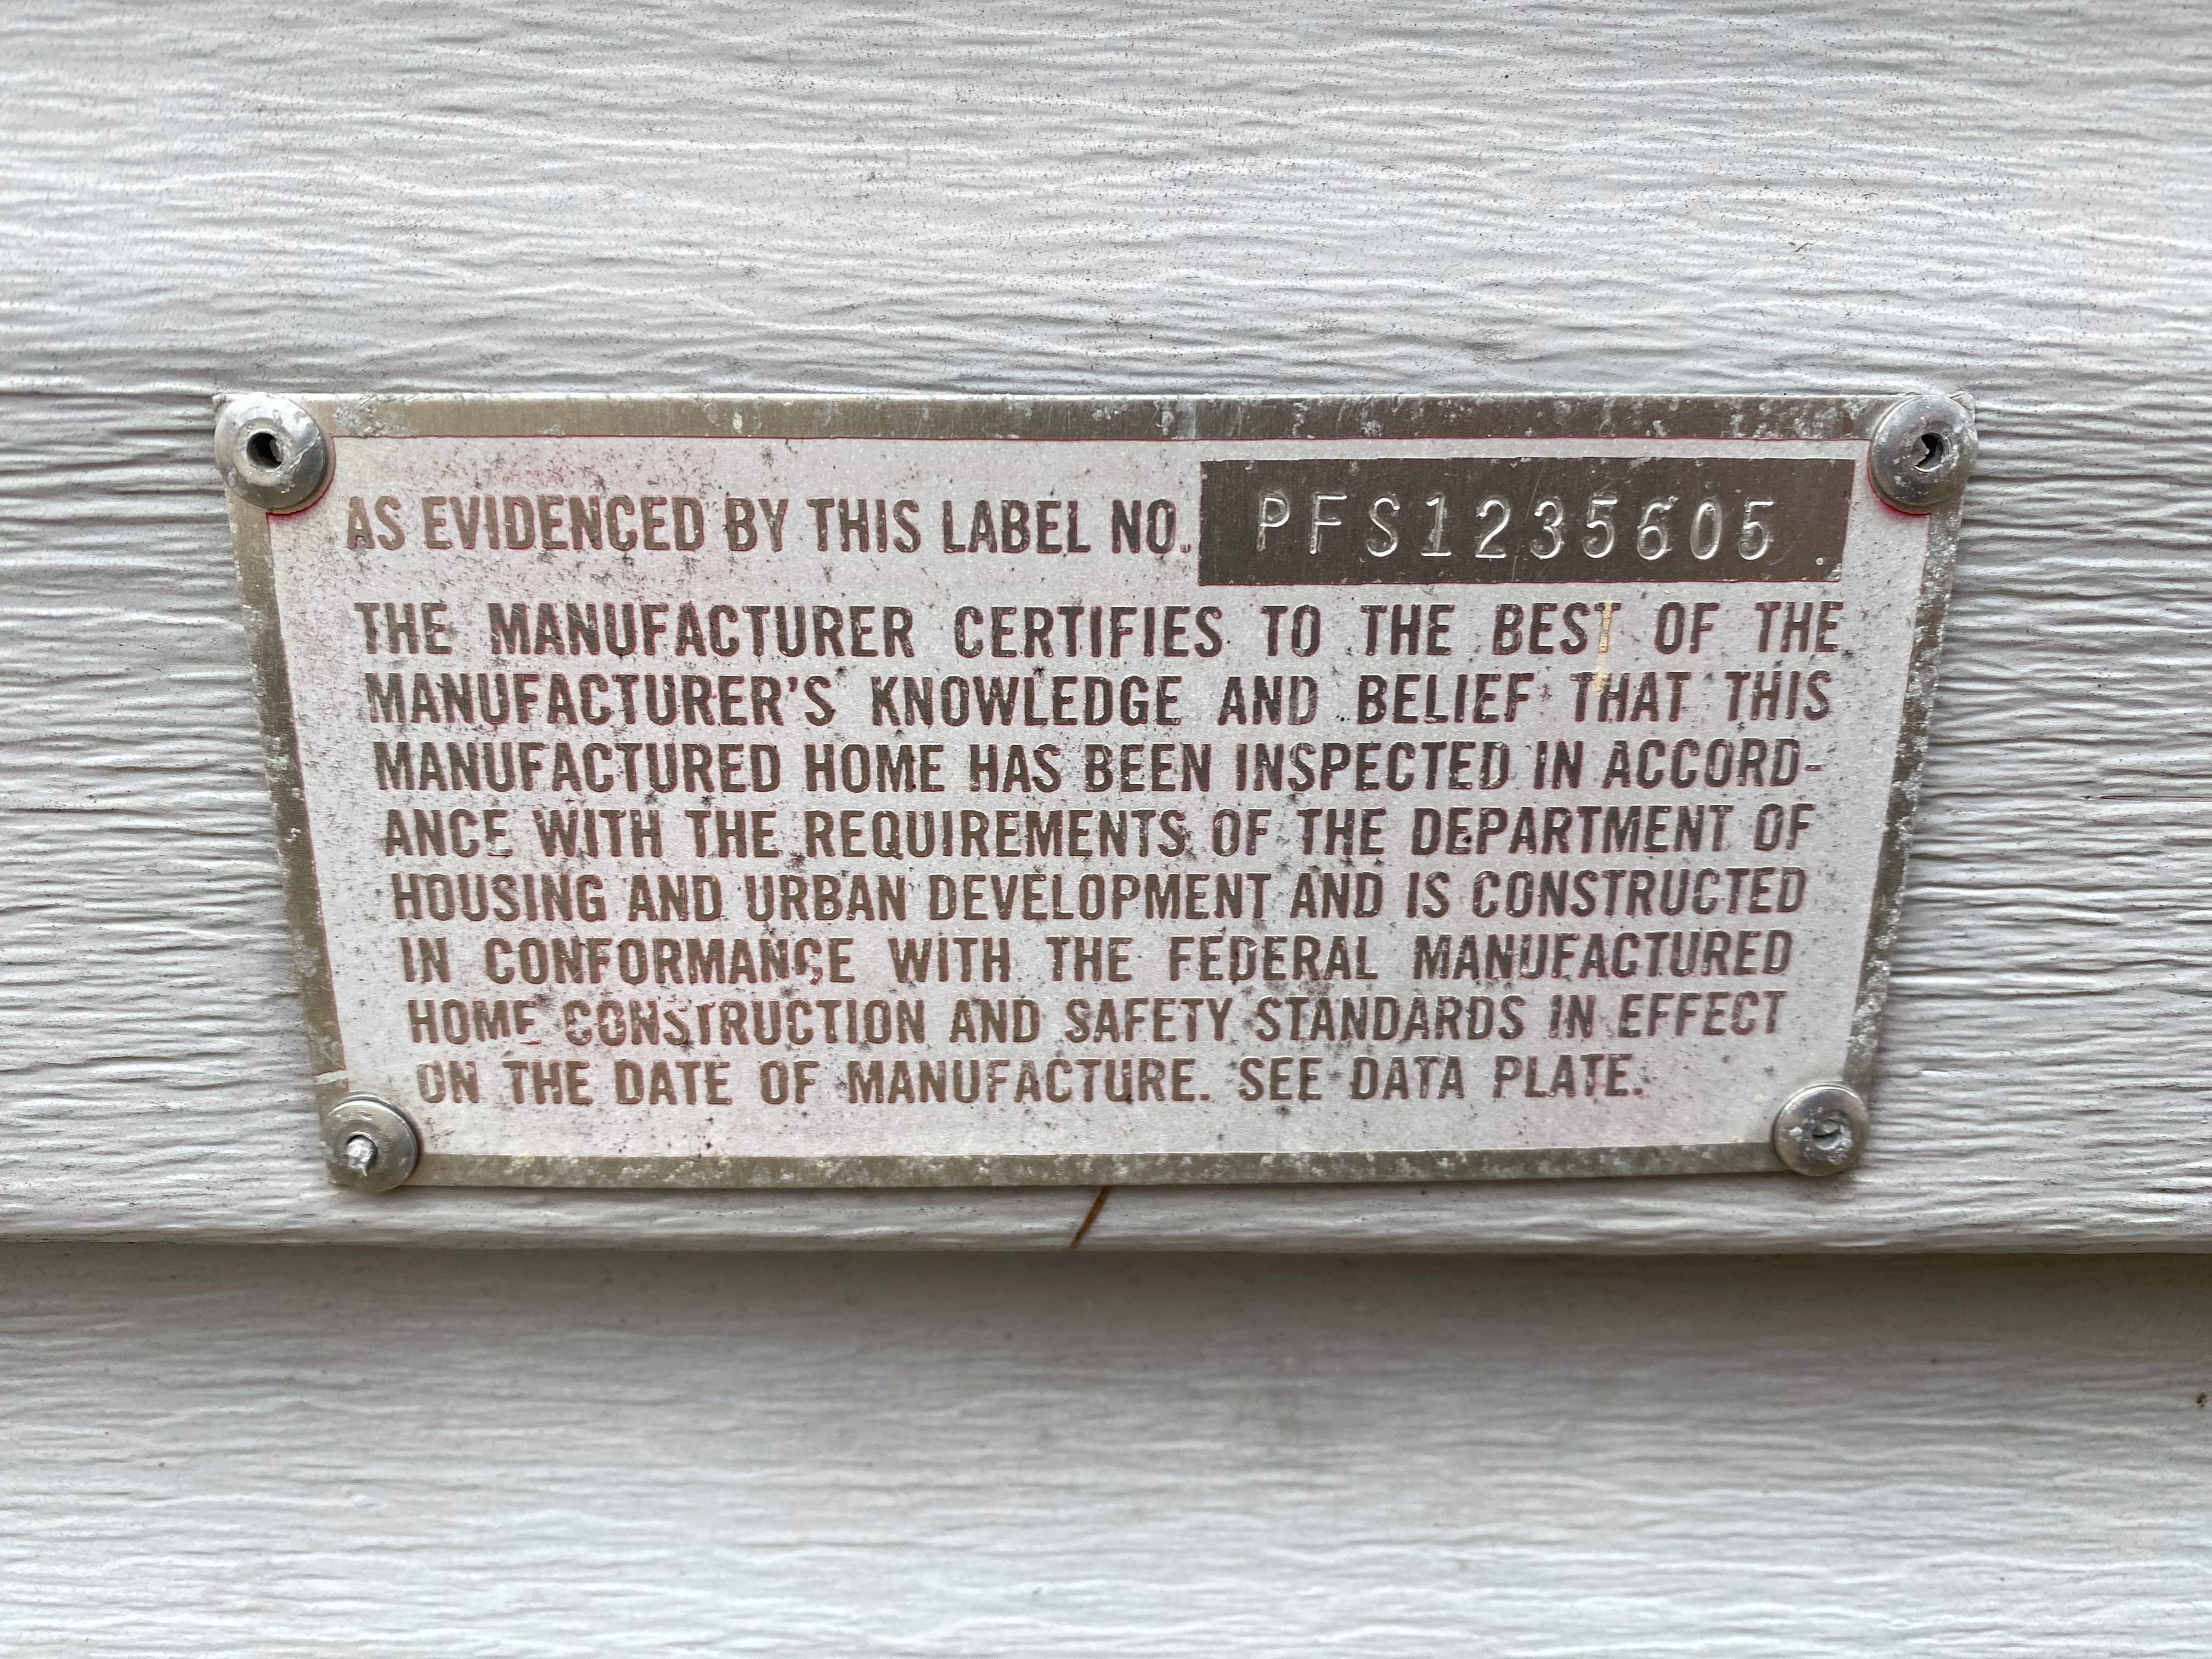 AS EVIDENCED BY THIS LABEL NO. PFS1235605
THE MANUFACTURER CERTIFIES TO THE BEST OF THE
MANUFACTURER'S KNOWLEDGE AND BELIEF THAT THIS
MANUFACTURED HOME HAS BEEN INSPECTED IN ACCORD-
ANCE WITH THE REQUIREMENTS OF THE DEPARTMENT OF
HOUSING AND URBAN DEVELOPMENT AND IS CONSTRUCTED
IN CONFORMANCE WITH THE FEDERAL MANUFACTURED
HOME CONSTRUCTION AND SAFETY STANDARDS IN EFFECT
ON THE DATE OF MANUFACTURE. SEE DATA PLATE.